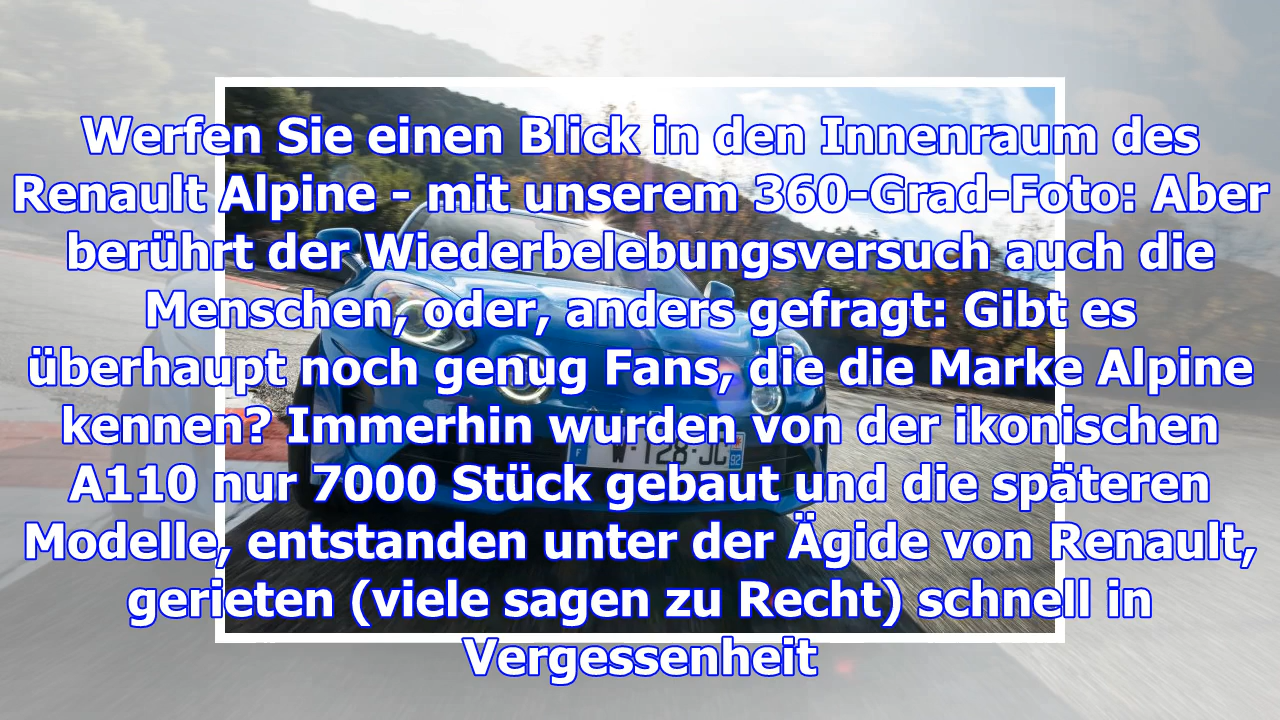 Werfen Sie einen Blick in den Innenraum des
Renault Alpine - mit unserem 360-Grad-Foto: Aber
berührt der Wiederbelebungsversuch auch die
Menschen, oder, anders gefragt: Gibt es
überhaupt noch genug Fans, die die Marke Alpine
kennen? Immerhin wurden von der ikonischen
A110 nur 7000 Stück gebaut und die späteren
Modelle, entstanden unter der Ägide von Renault,
gerieten (viele sagen zu Recht) schnell in
Vergessenheit
F W-128-JC 92